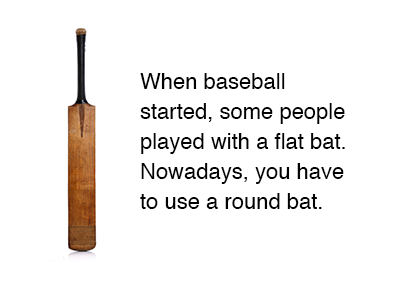 When baseball
started, some people
played with a flat bat.
Nowadays, you have
to use a round bat.